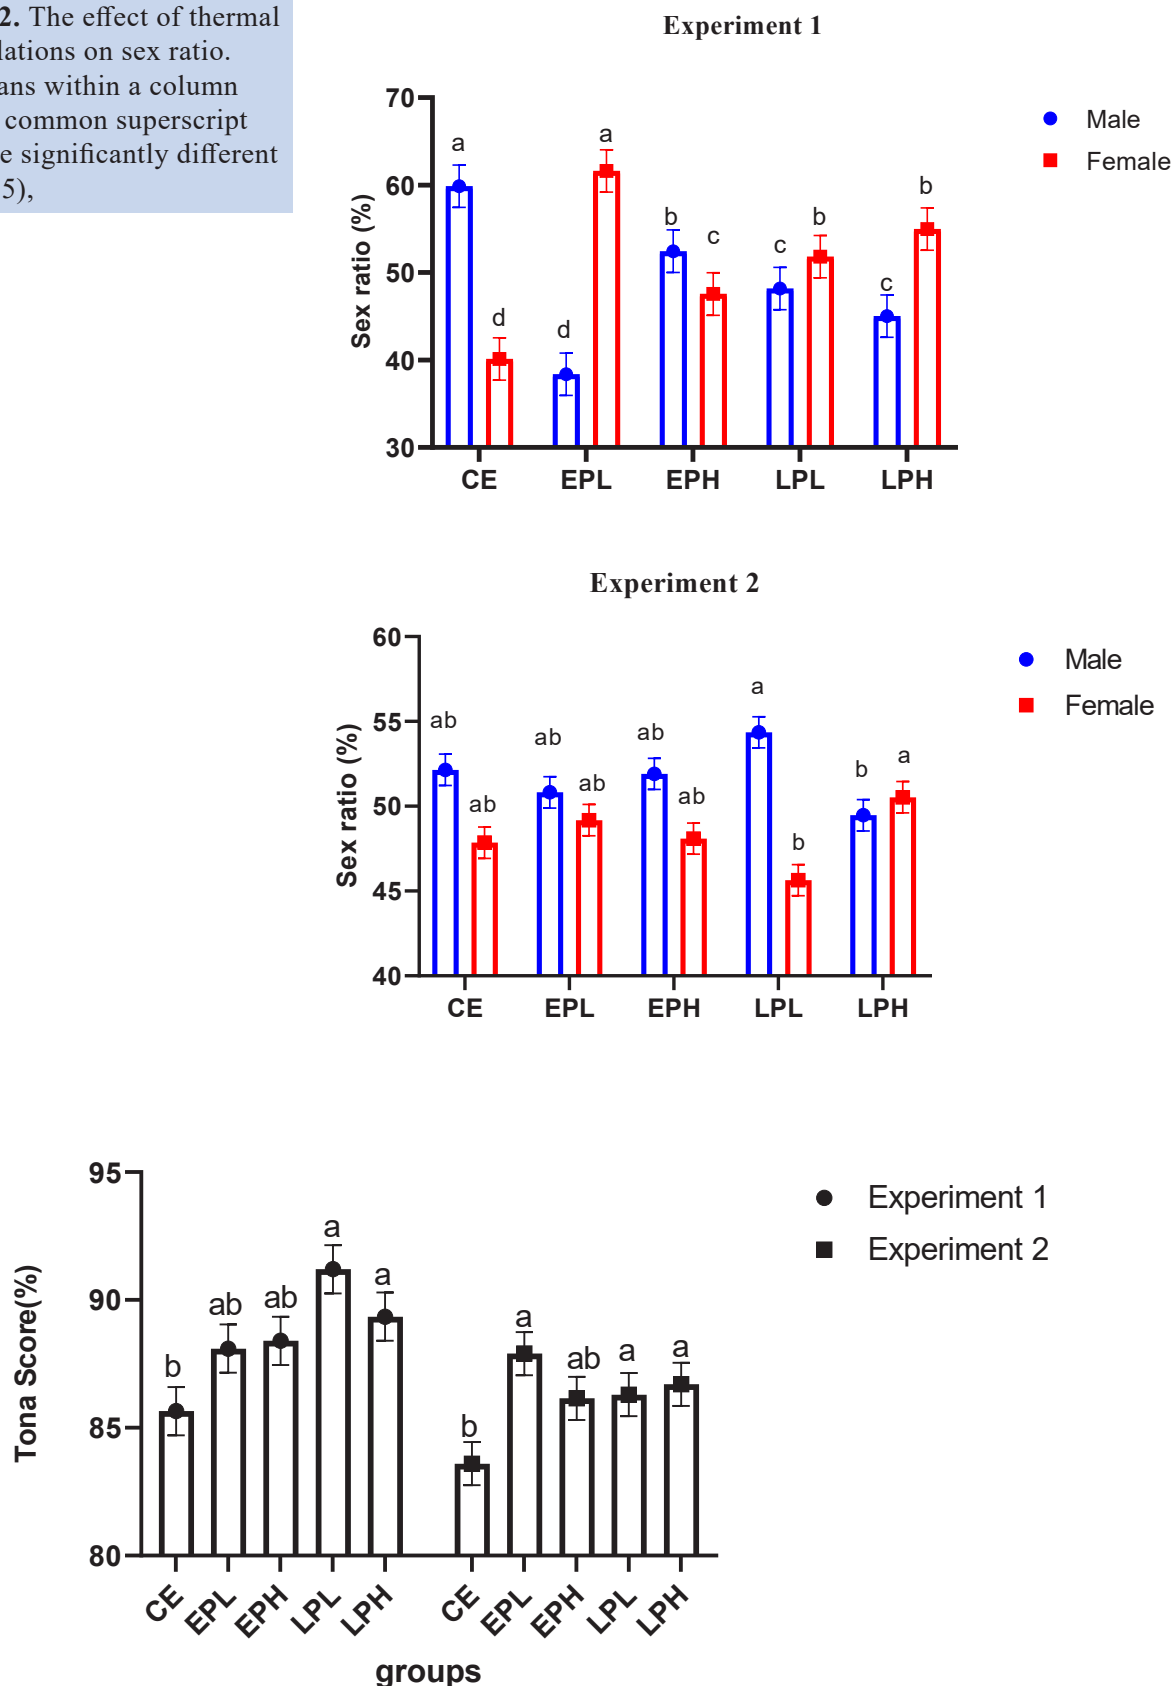 2. The effect of thermal
lations on sex ratio.
ans within a column
common superscript
e significantly different
5),
Experiment 1
70
60
50
40
30
Sex ratio (%)
a
d
d
a
b
c
c
b
c
b
CE EPL EPH LPL LPH
Male
Female
Experiment 2
60
55
50
45
40
Sex ratio (%)
ab
ab
ab
ab
ab
ab
a
b
b
a
CE EPL EPH LPL LPH
Male
Female
95
90
85
80
Tona Score(%)
b
ab
ab
a
a
b
a
ab
a
a
CE EPL EPH LPL LPH CE EPL EPH LPL LPH
groups
Experiment 1
Experiment 2